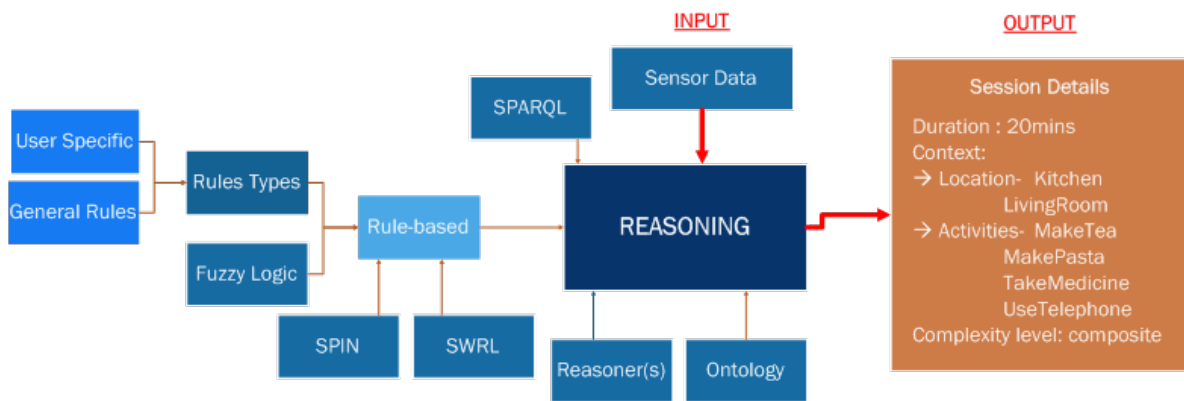 INPUT
OUTPUT
Sensor Data
SPARQL
User Specific
General Rules
Rules Types
Fuzzy Logic
Rule-based
SPIN
SWRL
REASONING
Reasoner(s)
Ontology
Session Details
Duration : 20mins
Context:
→ Location- Kitchen
LivingRoom
→ Activities- MakeTea
MakePasta
TakeMedicine
UseTelephone
Complexity level: composite